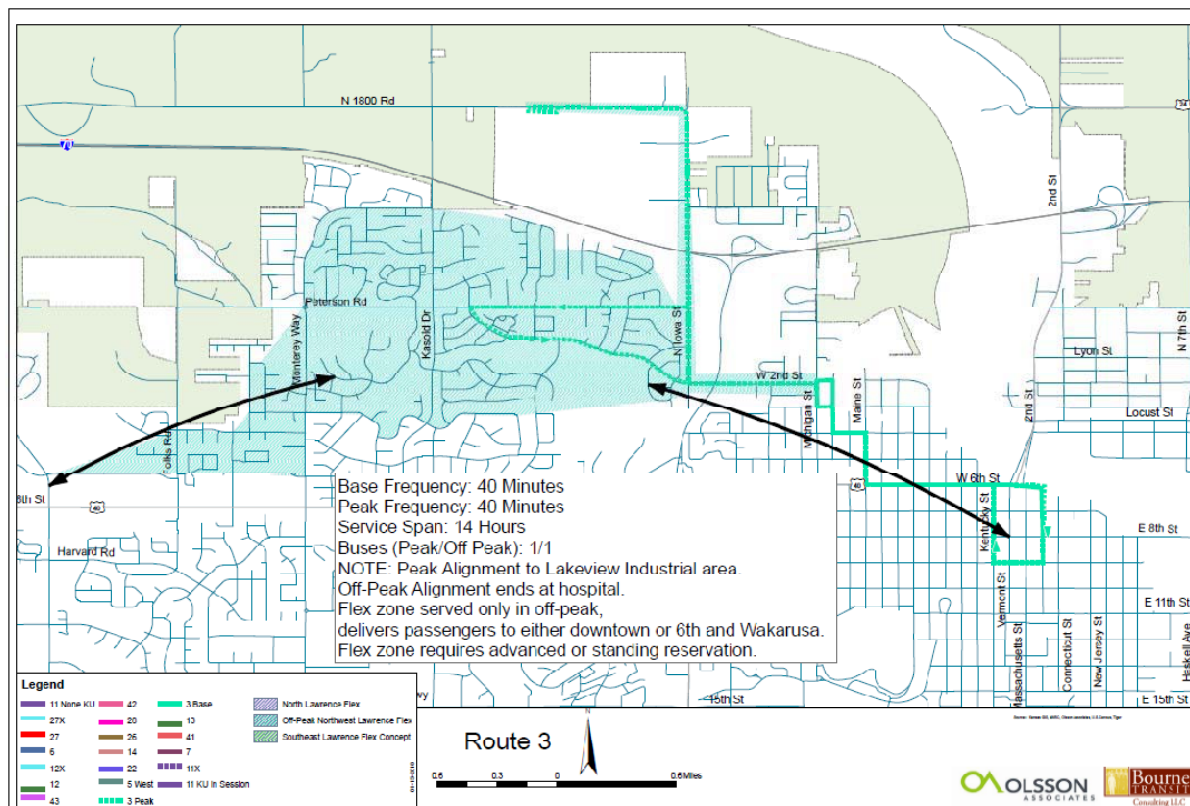 N 1800 Rd
24
70
2nd St
N 7th St
Peterson Rd
Monterey Way
Kasold Dr
N Iowa St
Lyon St
W 2nd St
Michigan St
Maine St
2nd St
Locust St
Folks Rd
6th St
40
W 6th St
Kentucky St
E 8th St
Harvard Rd
Base Frequency: 40 Minutes
Peak Frequency: 40 Minutes
Service Span: 14 Hours
Buses (Peak/Off Peak): 1/1
NOTE: Peak Alignment to Lakeview Industrial area.
Off-Peak Alignment ends at hospital.
Flex zone served only in off-peak,
delivers passengers to either downtown or 6th and Wakarusa.
Flex zone requires advanced or standing reservation.
Vermont St
E 11th St
Massachusetts St
Connecticut St
New Jersey St
Haskell Ave
15th St
E 15th St
Legend
11 None KU
27X
27
6
12X
12
43
42
20
26
14
22
5 West
3 Peak
3 Base
10
41
7
11X
11 KU In Session
North Lawrence Flex
Off-Peak Northwest Lawrence Flex
Southeast Lawrence Flex Concept
Route 3
N
0.6 0.3 0 0.6Miles
OLSSON
ASSOCIATES
Bourne
TRANSIT
Consulting LLC